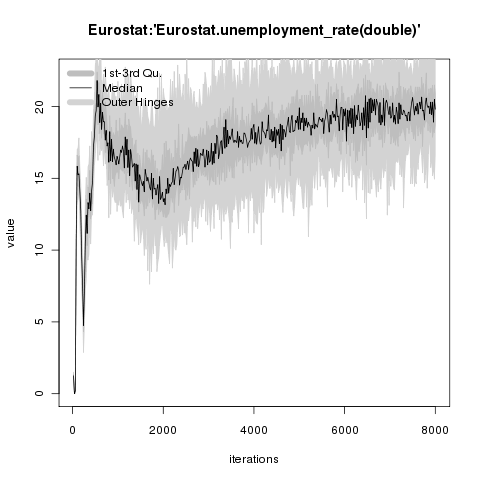 Eurostat:'Eurostat.unemployment_rate(double)'
1st-3rd Qu.
Median
Outer Hinges
value
20
15
10
5
0
0 2000 4000 6000 8000
iterations